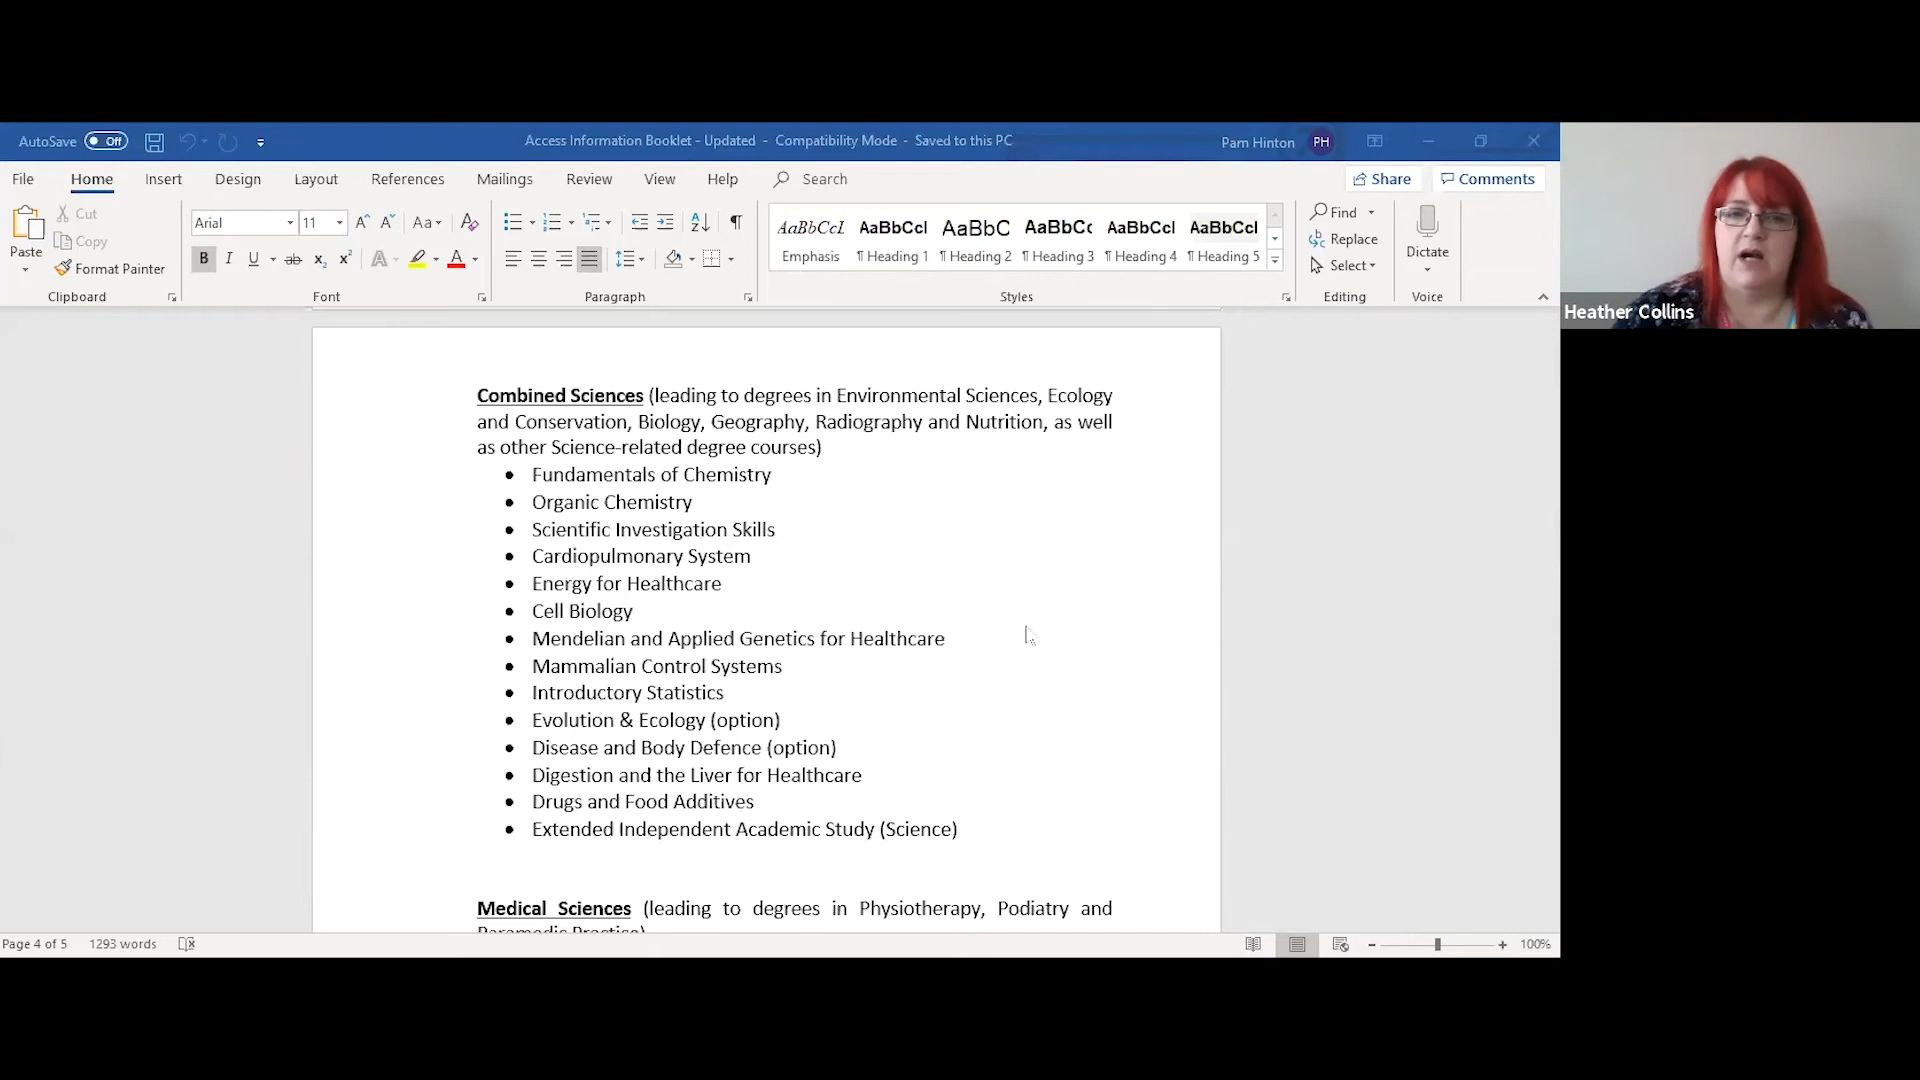 AutoSave Off Access Information Booklet - Updated - Compatibility Mode - Saved to this PC Pam Hinton PH
File Home Insert Design Layout References Mailings Review View Help Search Share Comments
Paste
Cut
Copy
Format Painter
Clipboard
Arial 11 Aa
B I U ab x₂ x² A A
Font
Paragraph
AaBbCcI AaBbCcI AaBbC AaBbCc AaBbCcI AaBbCcI
Emphasis ¶ Heading 1 ¶ Heading 2 ¶ Heading 3 ¶ Heading 4 ¶ Heading 5
Styles
Find
Replace
Select
Editing
Dictate
Voice
Heather Collins
Combined Sciences (leading to degrees in Environmental Sciences, Ecology
and Conservation, Biology, Geography, Radiography and Nutrition, as well
as other Science-related degree courses)
• Fundamentals of Chemistry
• Organic Chemistry
• Scientific Investigation Skills
• Cardiopulmonary System
• Energy for Healthcare
• Cell Biology
• Mendelian and Applied Genetics for Healthcare
• Mammalian Control Systems
• Introductory Statistics
• Evolution & Ecology (option)
• Disease and Body Defence (option)
• Digestion and the Liver for Healthcare
• Drugs and Food Additives
• Extended Independent Academic Study (Science)
Medical Sciences (leading to degrees in Physiotherapy, Podiatry and
Paramedic Practice)
Page 4 of 5 1293 words 100%